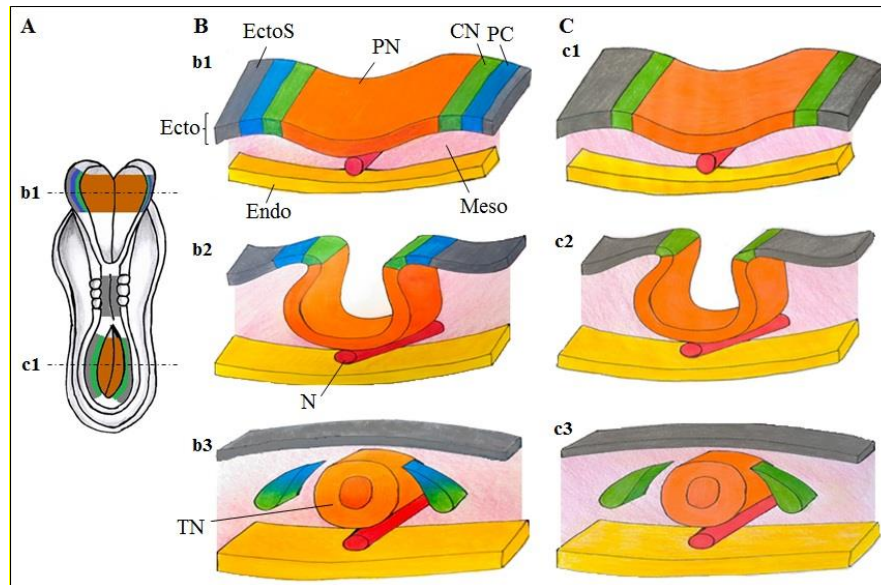 A
B
C
EctoS
CN
PC
PN
b1
c1
Ecto
b1
Endo
Meso
b2
c2
c1
N
b3
c3
TN